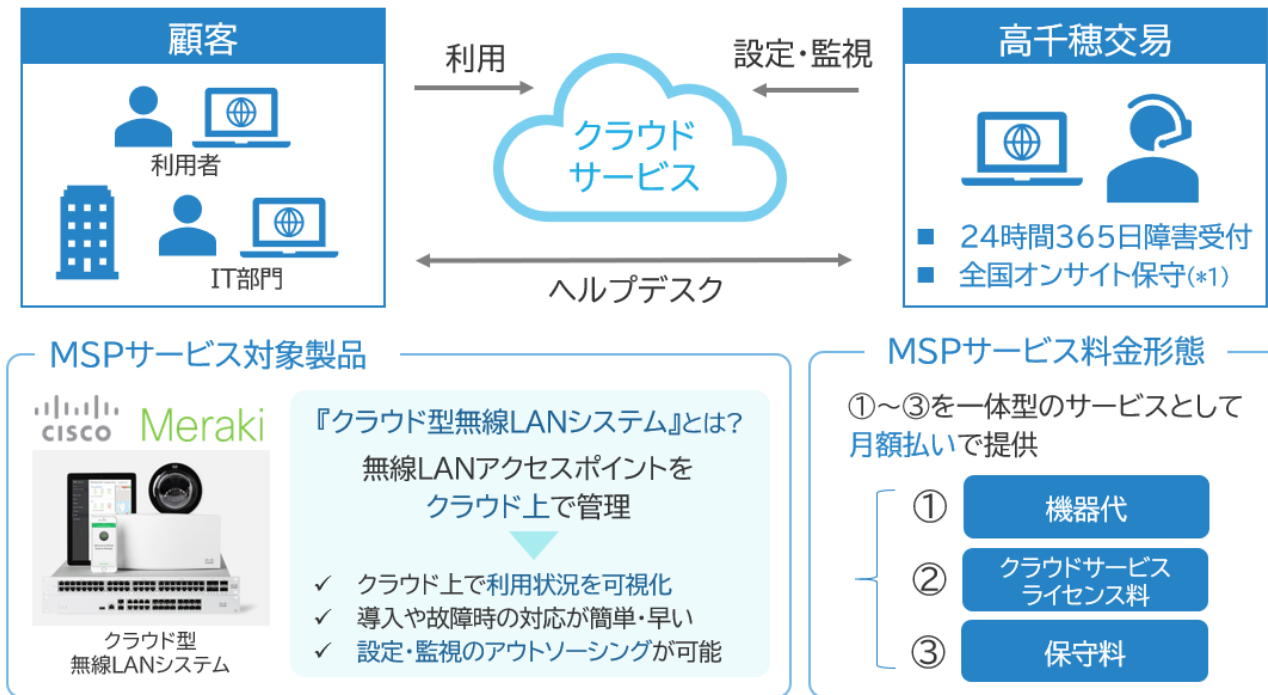 顧客
利用者
IT部門
利用
設定・監視
クラウド
サービス
ヘルプデスク
高千穂交易
■ 24時間365日障害受付
■ 全国オンサイト保守(*1)
MSPサービス対象製品
CISCO Meraki
クラウド型
無線LANシステム
『クラウド型無線LANシステム』とは?
無線LANアクセスポイントを
クラウド上で管理
✓ クラウド上で利用状況を可視化
✓ 導入や故障時の対応が簡単・早い
✓ 設定・監視のアウトソーシングが可能
MSPサービス料金形態
①～③を一体型のサービスとして
月額払いで提供
① 機器代
② クラウドサービス
ライセンス料
③ 保守料